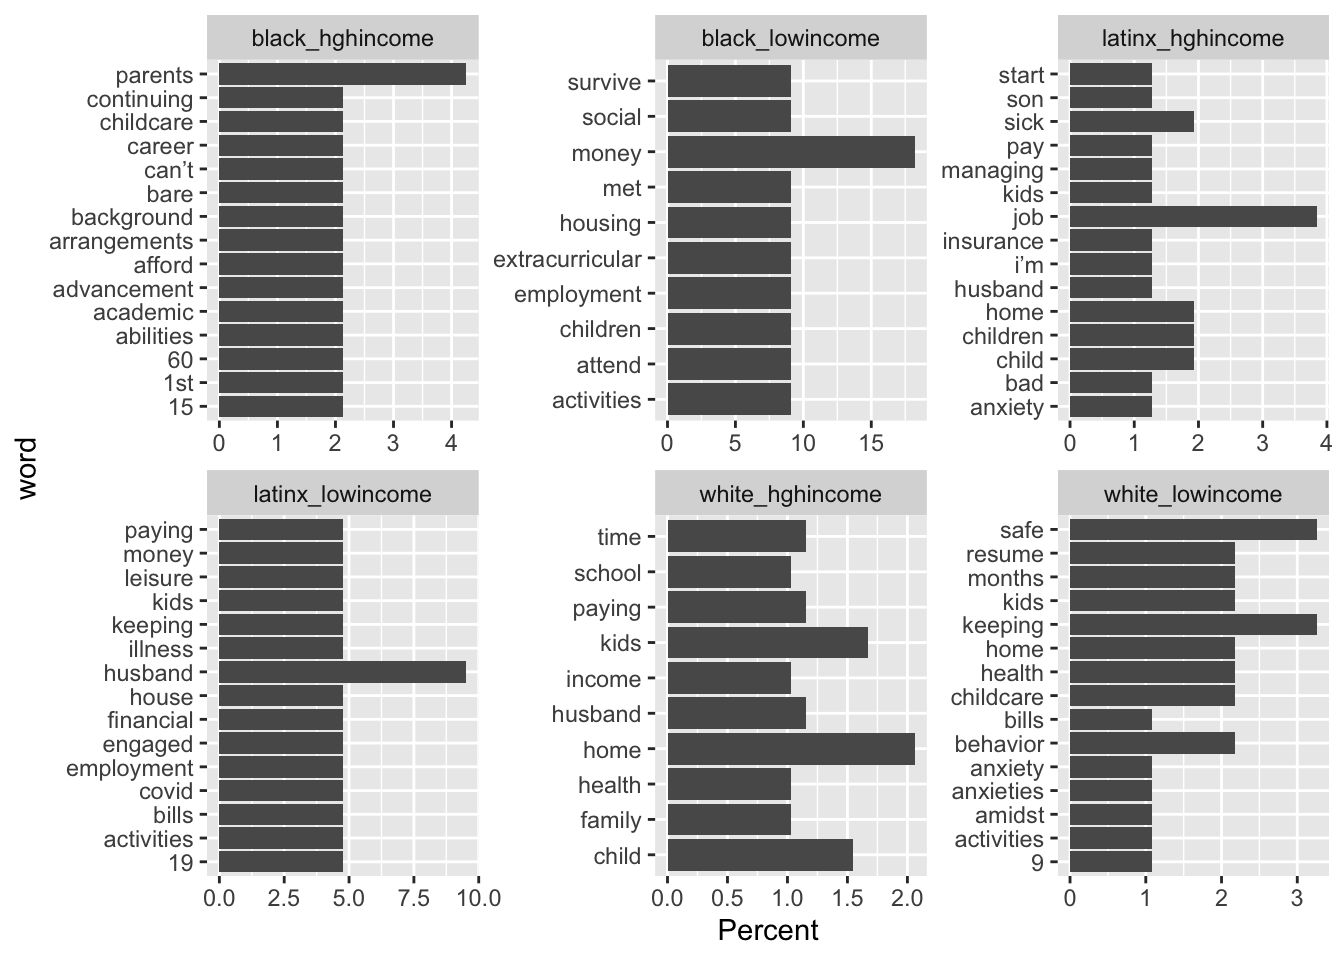 black_hghincome
parents
continuing
childcare
career
can’t
bare
background
arrangements
afford
advancement
academic
abilities
60
1st
15
0 1 2 3 4
black_lowincome
survive
social
money
met
housing
extracurricular
employment
children
attend
activities
0 5 10 15
latinx_hghincome
start
son
sick
pay
managing
kids
job
insurance
i’m
husband
home
children
child
bad
anxiety
0 1 2 3 4
word
latinx_lowincome
paying
money
leisure
kids
keeping
illness
husband
house
financial
engaged
employment
covid
bills
activities
19
0.0 2.5 5.0 7.5 10.0
white_hghincome
time
school
paying
kids
income
husband
home
health
family
child
0.0 0.5 1.0 1.5 2.0
white_lowincome
safe
resume
months
kids
keeping
home
health
childcare
bills
behavior
anxiety
anxieties
amidst
activities
9
0 1 2 3
Percent